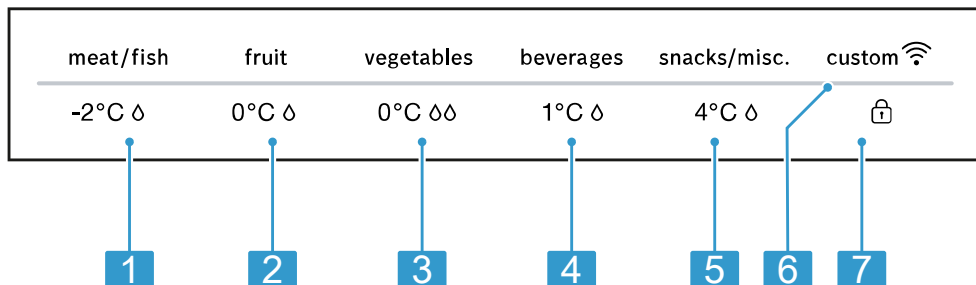 meat/fish fruit vegetables beverages snacks/misc. custom
-2°C 0°C 0°C 1°C 4°C
1 2 3 4 5 6 7